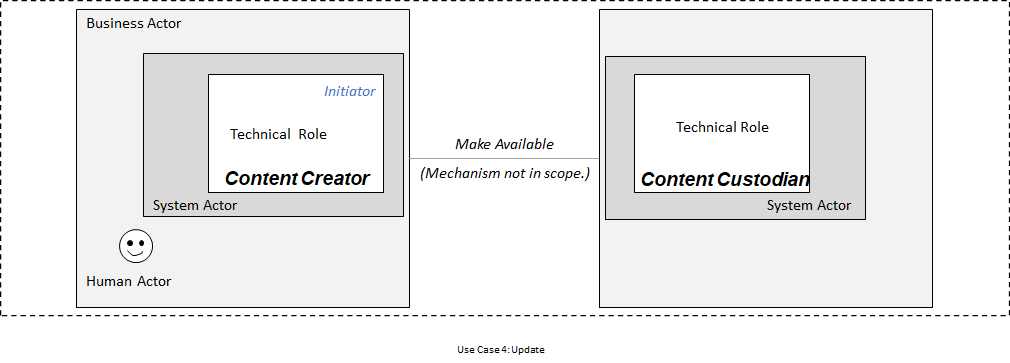 Business Actor
Initiator
Technical Role
Content Creator
System Actor
Human Actor
Make Available
(Mechanism not in scope.)
Technical Role
Content Custodian
System Actor
Use Case 4: Update